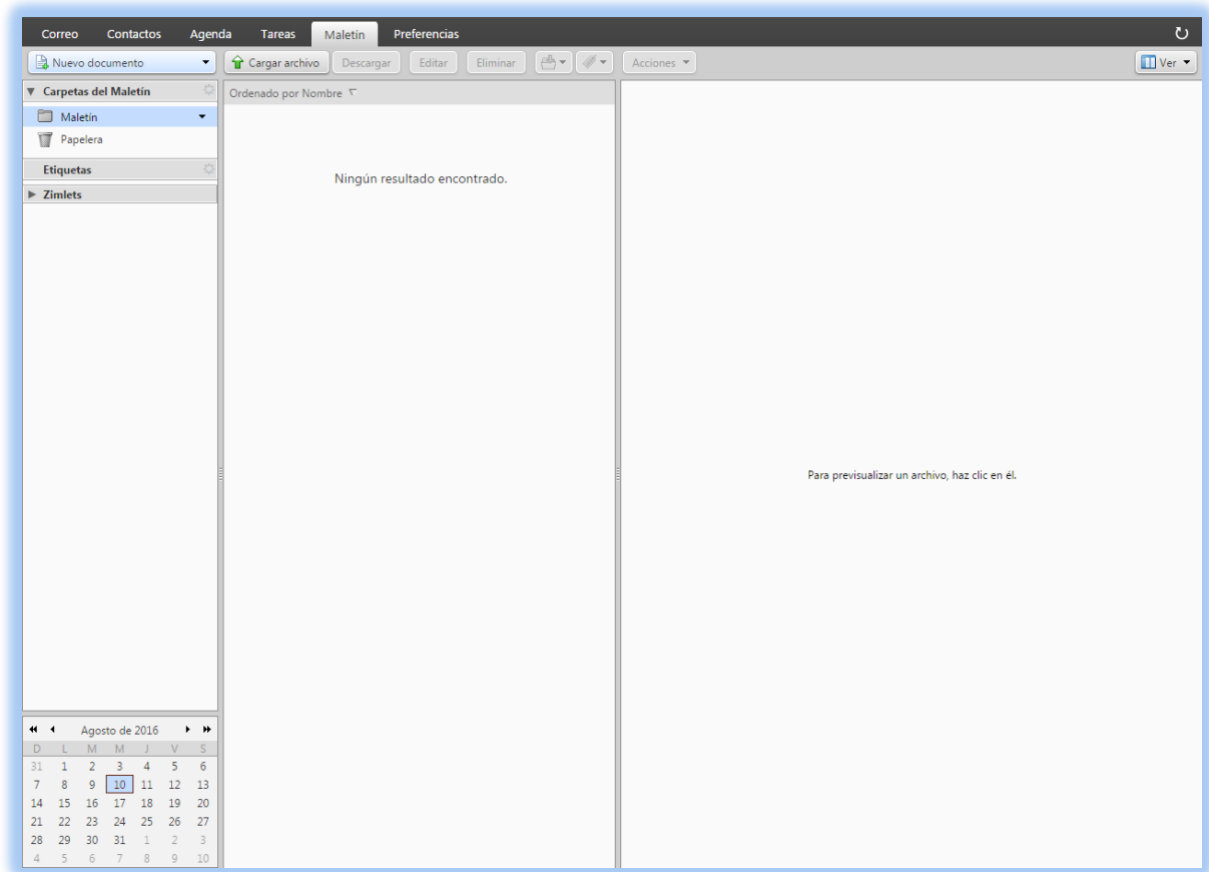 Correo Contactos Agenda Tareas Maletín Preferencias
Nuevo documento Cargar archivo Descargar Editar Eliminar Acciones Ver
Carpetas del Maletín
Maletín
Papelera
Etiquetas
Zimlets
Ordenado por Nombre
Ningún resultado encontrado.
Para previsualizar un archivo, haz clic en él.
Agosto de 2016
D L M M J V S
31 1 2 3 4 5 6
7 8 9 10 11 12 13
14 15 16 17 18 19 20
21 22 23 24 25 26 27
28 29 30 31 1 2 3
4 5 6 7 8 9 10